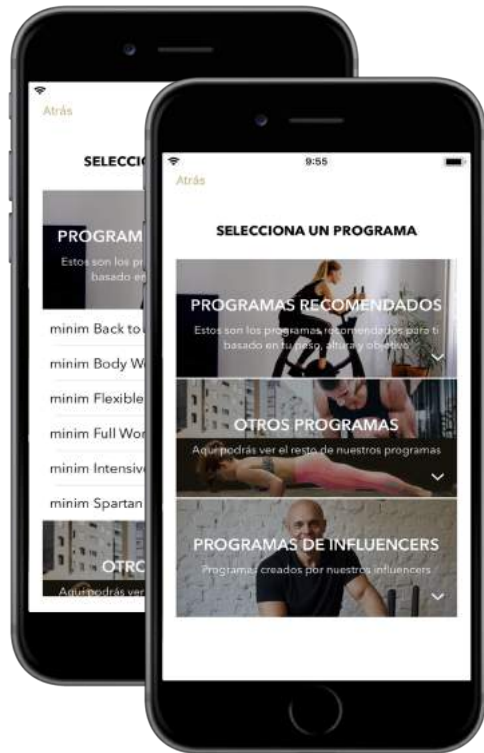 Atrás
SELECCI
PROGRAM
Estos son los pr
basado en
minim Back to
minim Body W
minim Flexible
minim Full Wor
minim Intensiv
minim Spartan
OTRO
Aquí podrás ver
9:55
Atrás
SELECCIONA UN PROGRAMA
PROGRAMAS RECOMENDADOS
Estos son los programas recomendados para ti
basado en tu peso, altura y objetivo
OTROS PROGRAMAS
Aquí podrás ver el resto de nuestros programas
PROGRAMAS DE INFLUENCERS
Programas creados por nuestros influencers